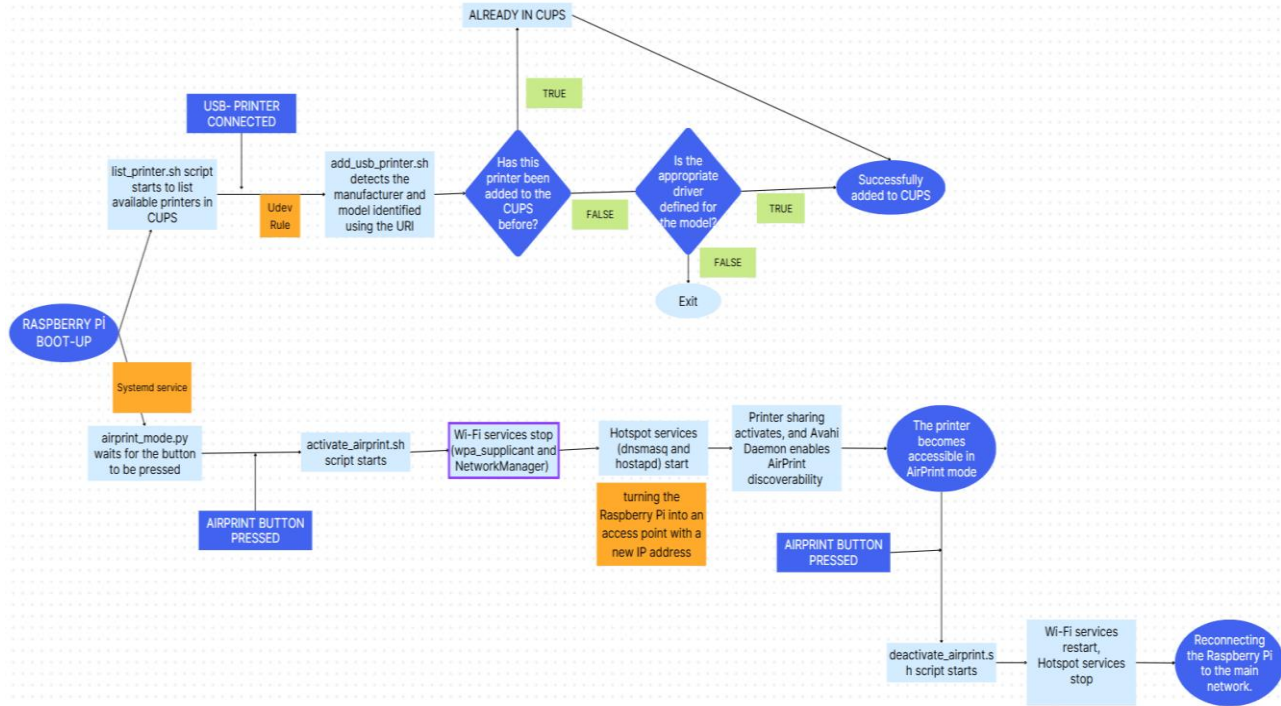 ALREADY IN CUPS
TRUE
USB- PRINTER
CONNECTED
list_printer.sh script
starts to list
available printers in
CUPS
Udev
Rule
add_usb_printer.sh
detects the
manufacturer and
model identified
using the URI
Has this
printer been
added to the
CUPS
before?
FALSE
Is the
appropriate
driver
defined for
the model?
TRUE
Successfully
added to CUPS
FALSE
Exit
RASPBERRY Pİ
BOOT-UP
Systemd service
airprint_mode.py
waits for the button
to be pressed
AIRPRINT BUTTON
PRESSED
activate_airprint.sh
script starts
Wi-Fi services stop
(wpa_supplicant and
NetworkManager)
Hotspot services
(dnsmasq and
hostapd) start
turning the
Raspberry Pi into an
access point with a
new IP address
Printer sharing
activates, and Avahi
Daemon enables
AirPrint
discoverability
The printer
becomes
accessible in
AirPrint mode
AIRPRINT BUTTON
PRESSED
deactivate_airprint.s
h script starts
Wi-Fi services
restart,
Hotspot services
stop
Reconnecting
the Raspberry Pi
to the main
network.